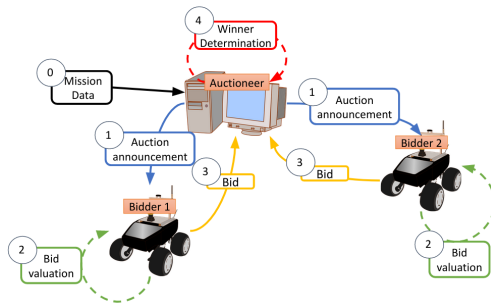 4
Winner
Determination
0
Mission
Data
Auctioneer
1
Auction
announcement
1
Auction
announcement
Bidder 2
3
Bid
3
Bid
Bidder 1
2
Bid
valuation
2
Bid
valuation